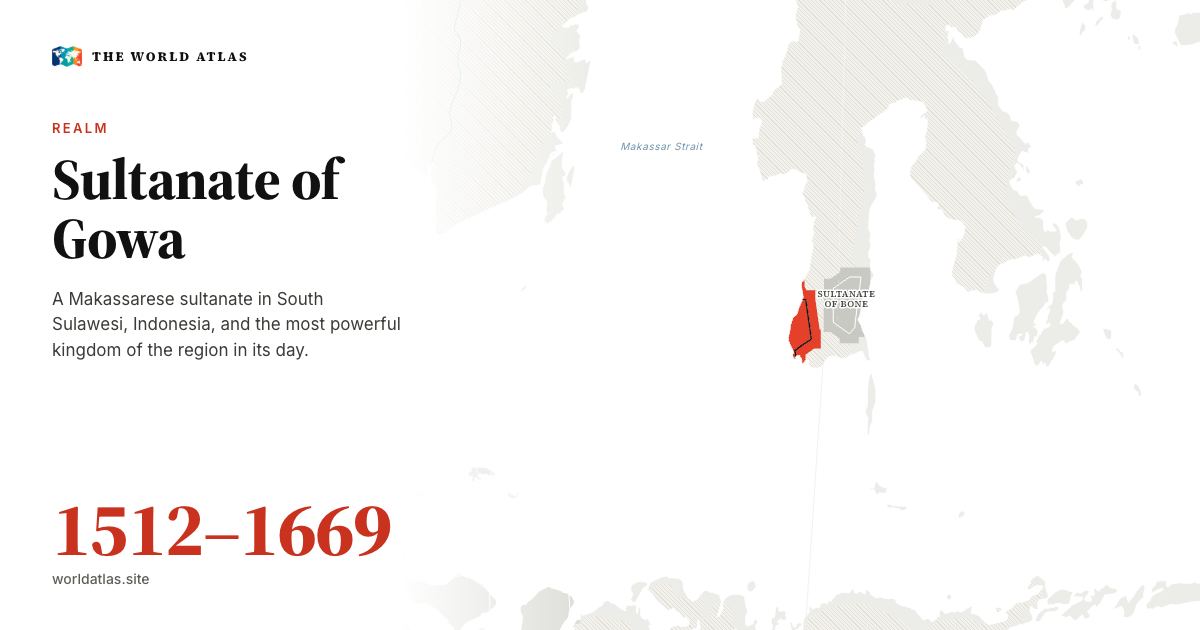 THE WORLD ATLAS
REALM
Sultanate of
Gowa
A Makassarese sultanate in South
Sulawesi, Indonesia, and the most powerful
kingdom of the region in its day.
1512–1669
worldatlas.site
Makassar Strait
SULTANATE
OF BONE